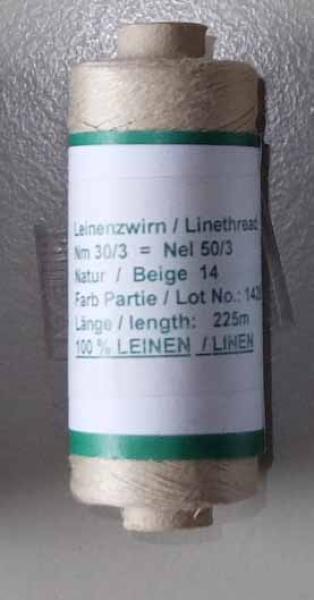 Leinenzwirn / Linethread
Nm 30/3 = Nel 50/3
Natur / Beige 14
Farb Partie / Lot No.:
Länge / length: 225m
100 % LEINEN / LINEN